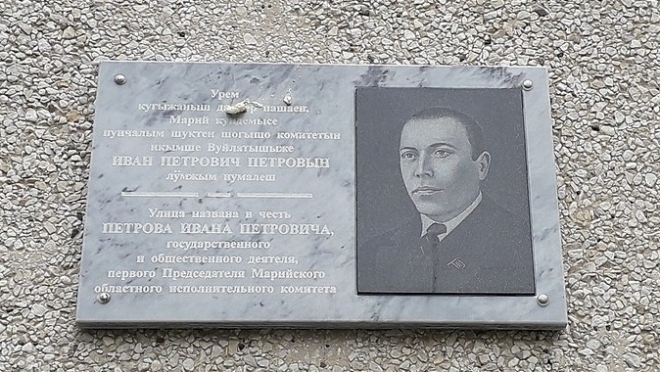 Урем
кугыжаныш пашаеҥ,
Марий кундемысе
шуктен шогышо комитетын
икымше Вуйлатышыже
ИВАН ПЕТРОВИЧ ПЕТРОВЫН
лӱмжым нумалеш
Улица названа в честь
ПЕТРОВА ИВАНА ПЕТРОВИЧА,
государственного
и общественного деятеля,
первого Председателя Марийского
областного исполнительного комитета